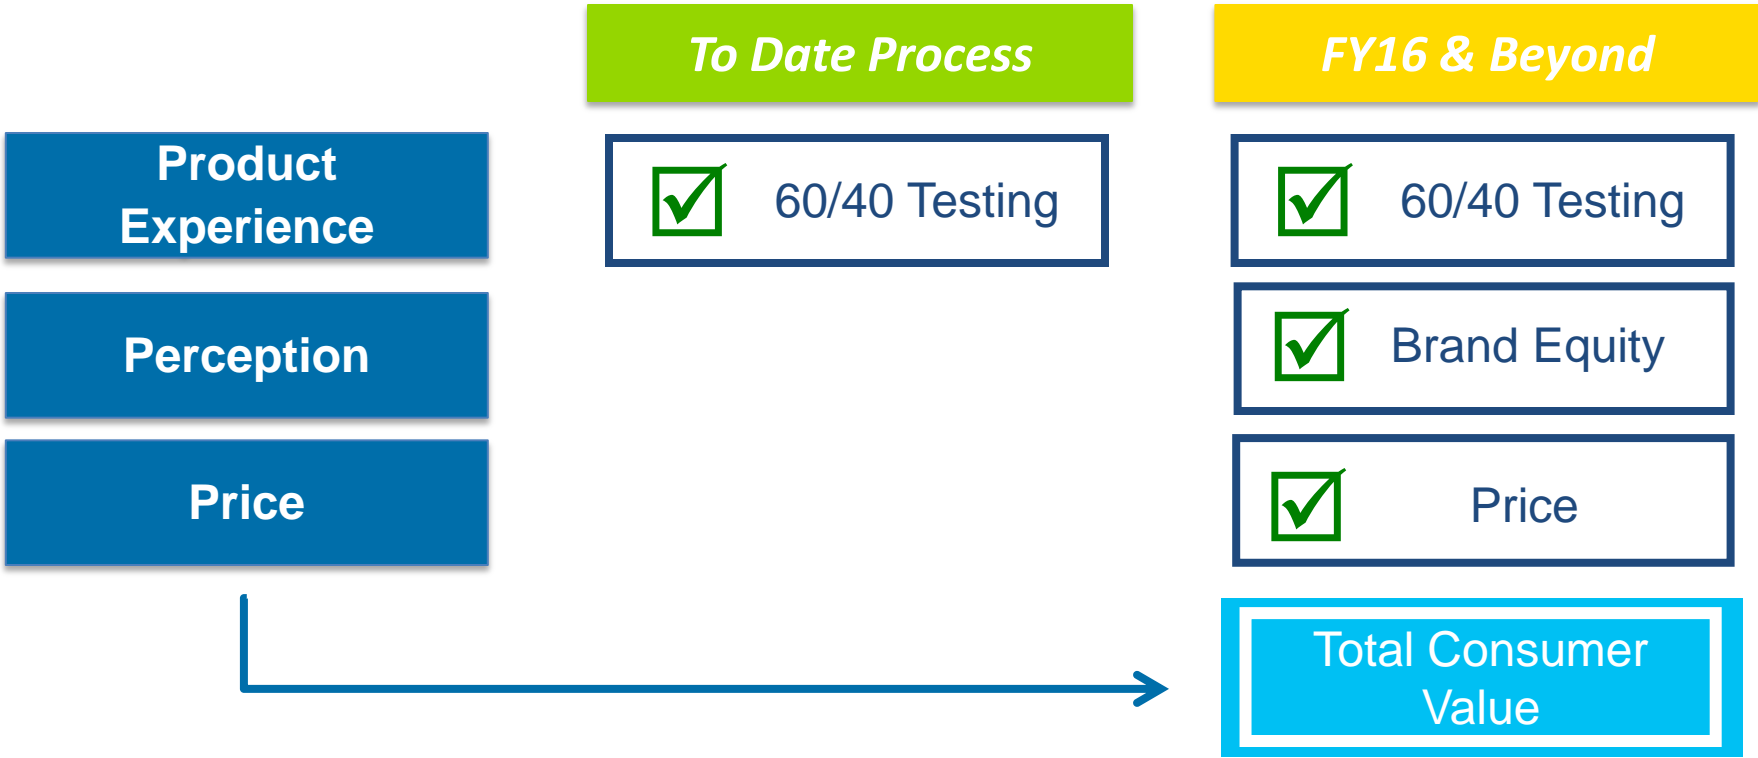 To Date Process
FY16 & Beyond
Product
Experience
60/40 Testing
60/40 Testing
Perception
Brand Equity
Price
Price
Total Consumer
Value